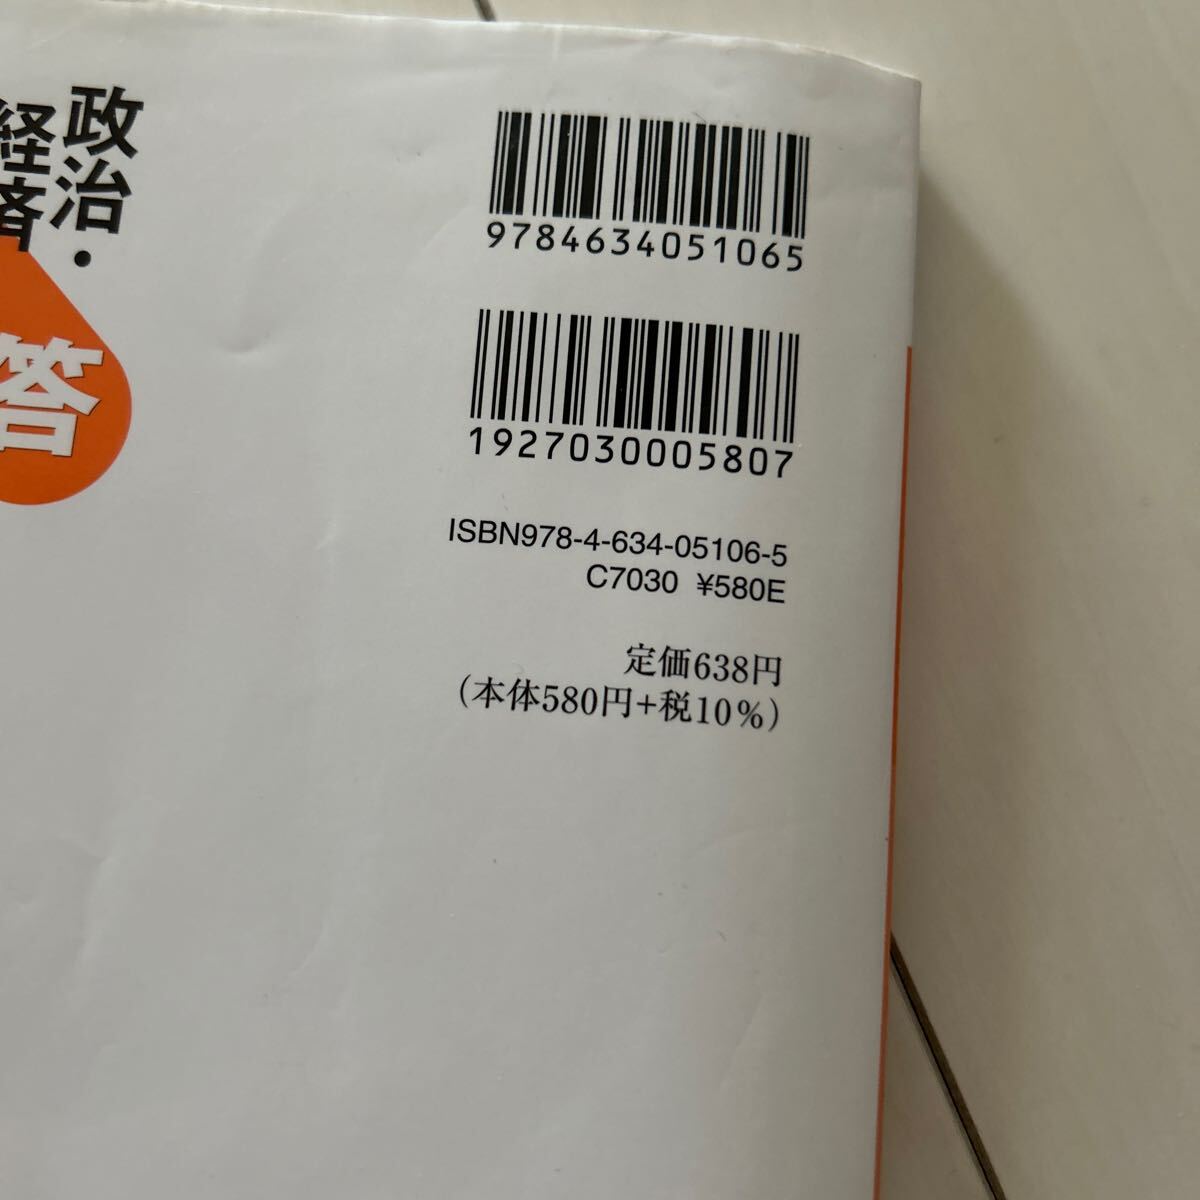 政治・
経済
答
9784634051065
1927030005807
ISBN978-4-634-05106-5
C7030 ¥580E
定価638円
(本体580円+税10%)